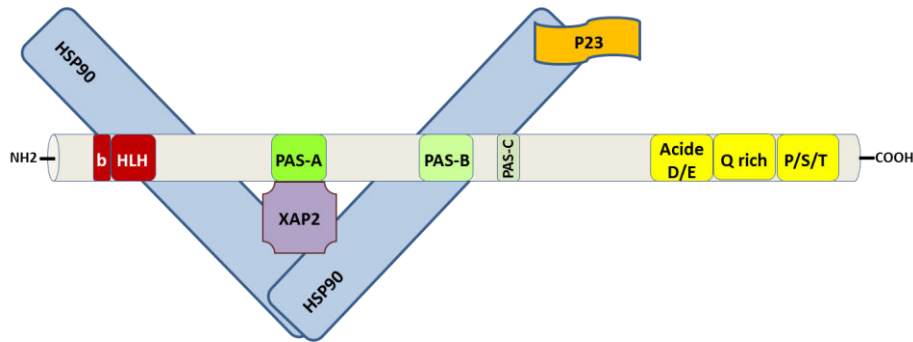 HSP90
P23
NH2
b
HLH
PAS-A
PAS-B
PAS-C
Acide
D/E
Q rich
P/S/T
COOH
XAP2
HSP90